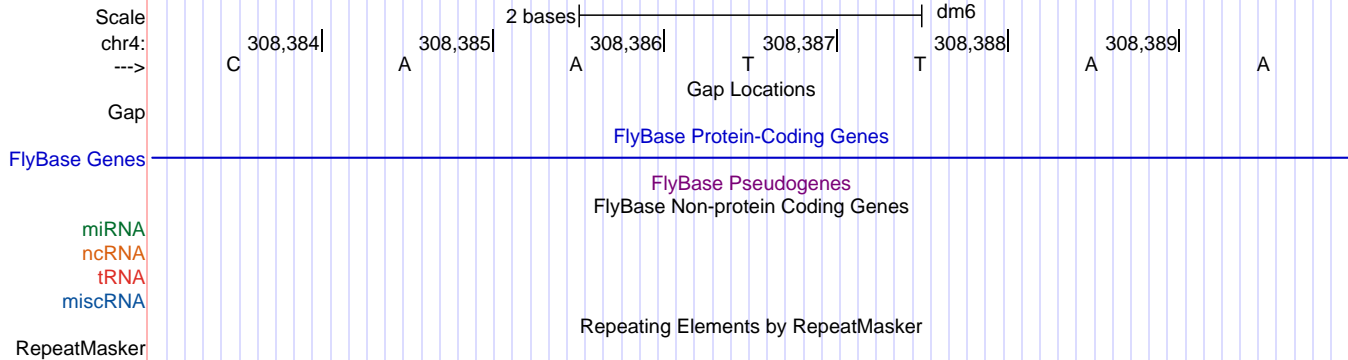 Scale 2 bases dm6
chr4: 308,384 308,385 308,386 308,387 308,388 308,389
---> C A A T T A A
Gap Locations
Gap
FlyBase Protein-Coding Genes
FlyBase Genes
FlyBase Pseudogenes
FlyBase Non-protein Coding Genes
miRNA
ncRNA
tRNA
miscRNA
Repeating Elements by RepeatMasker
RepeatMasker